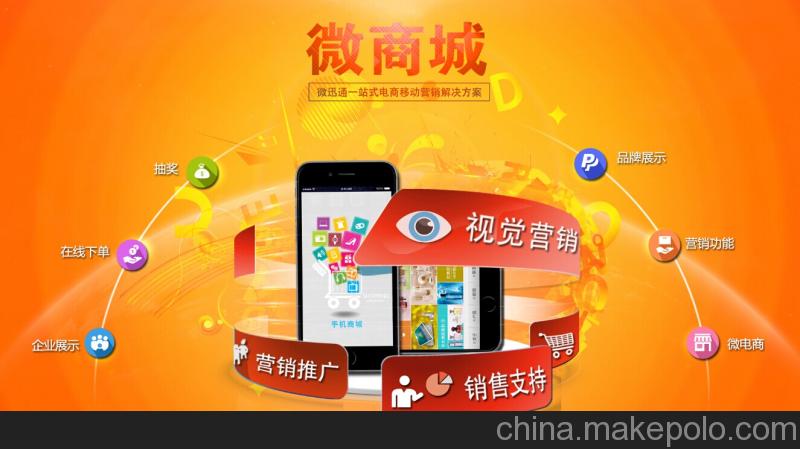 微商城
微迅通一站式电商移动营销解决方案
抽奖
品牌展示
视觉营销
在线下单
营销功能
手机商城
企业展示
微电商
营销推广
销售支持
china.makepolo.com